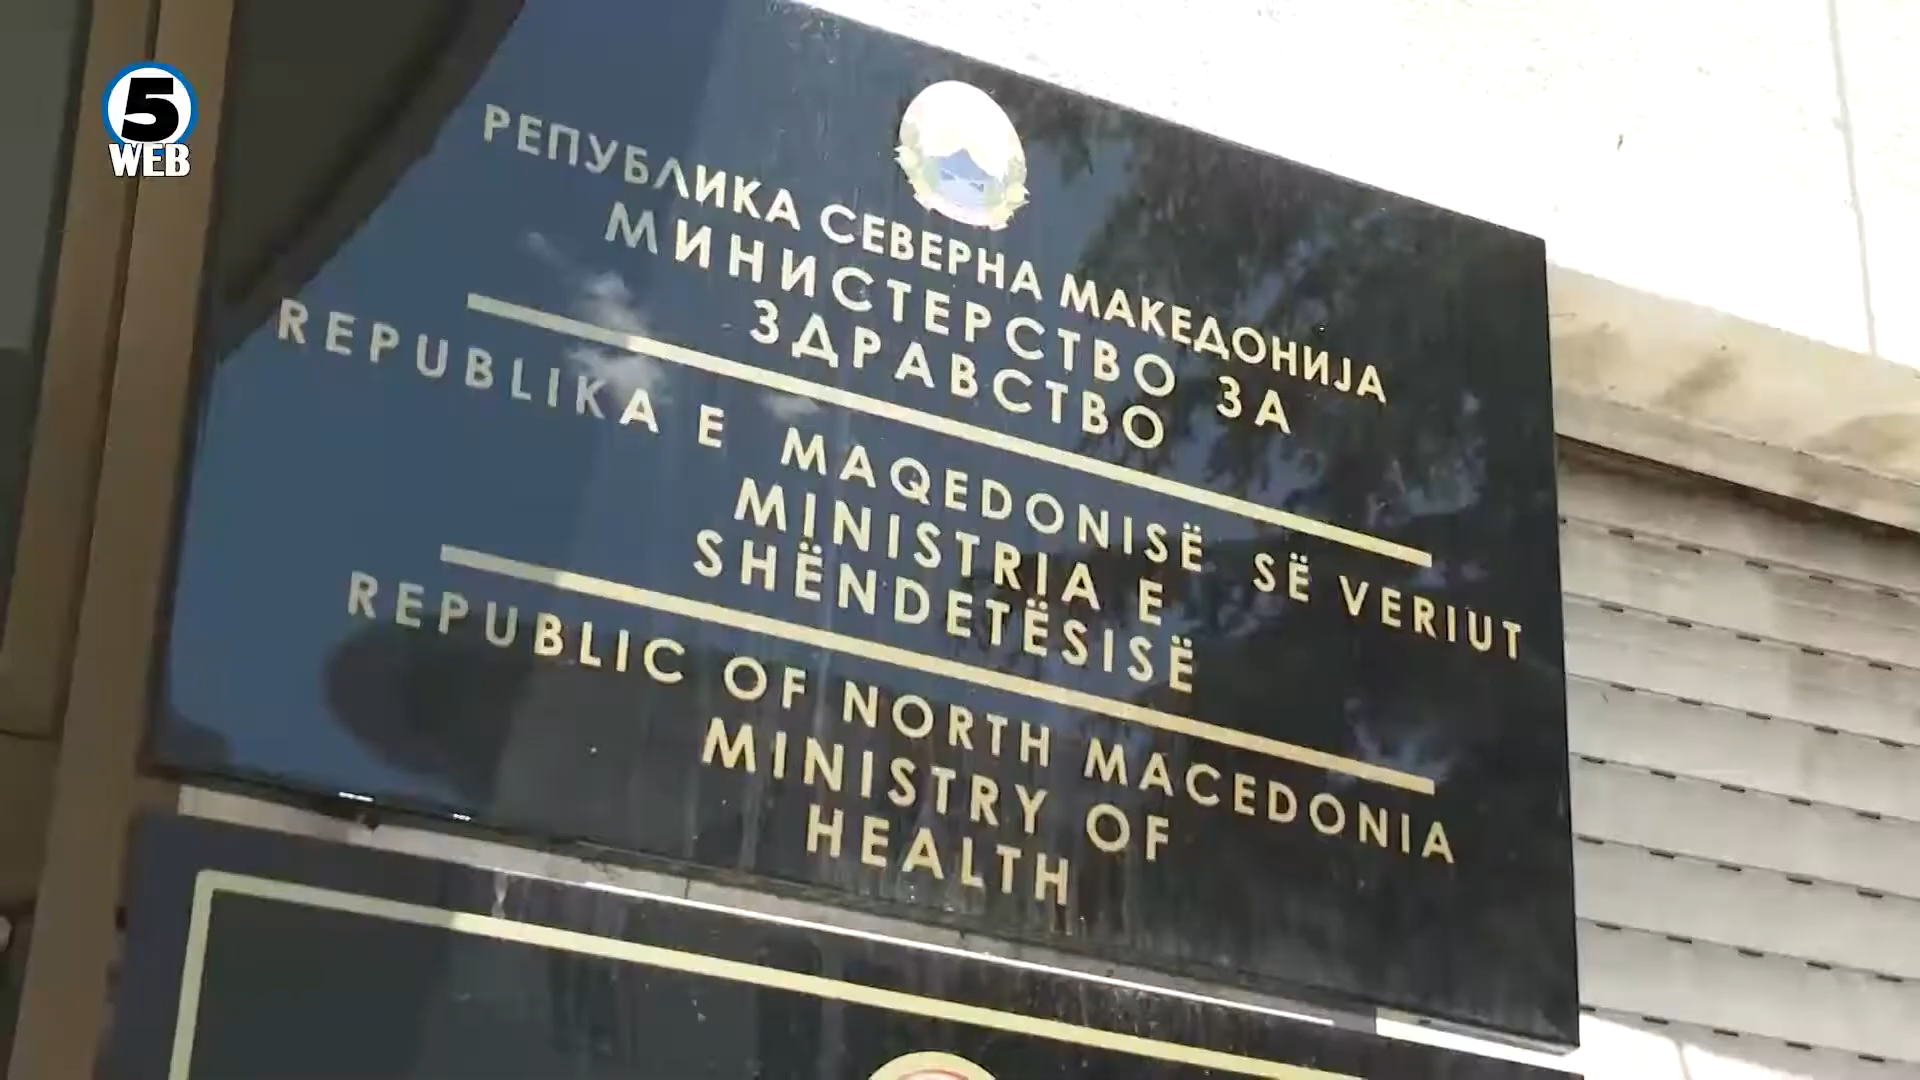 5
WEB
РЕПУБЛИКА СЕВЕРНА МАКЕДОНИЈА
МИНИСТЕРСТВО ЗА
ЗДРАВСТВО
REPUBLIKA E MAQEDONISË SË VERIUT
MINISTRIA E
SHËNDETËSISË
REPUBLIC OF NORTH MACEDONIA
MINISTRY OF
HEALTH